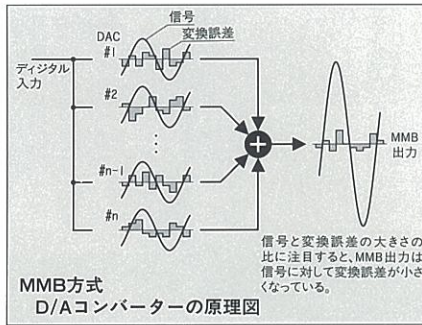 DAC
信号
変換誤差
#1
ディジタル
入力
#2
#n-1
#n
MMB
出力
信号と変換誤差の大きさの
比に注目すると、MMB出力は
信号に対して変換誤差が小さ
くなっている。
MMB方式
D/Aコンバーターの原理図